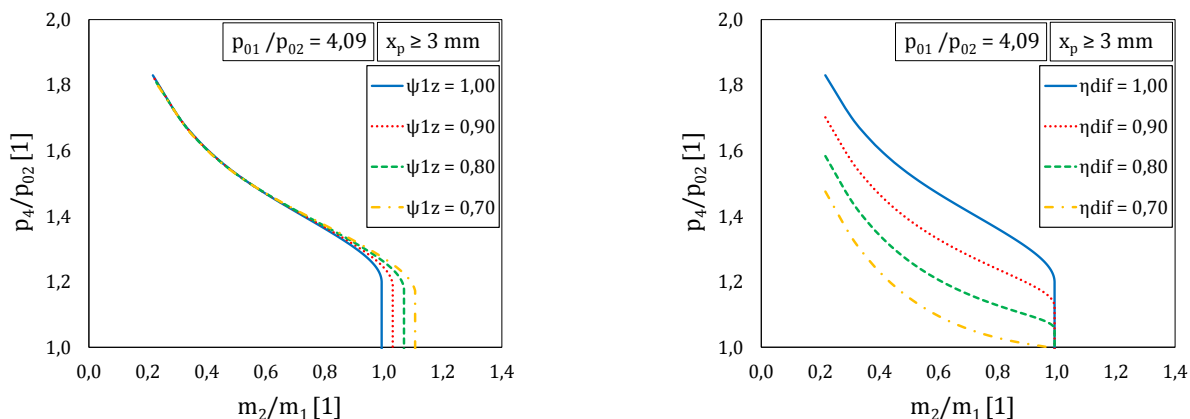 2,0
1,8
1,6
1,4
1,2
1,0
p₄/p₀₂ [1]
p₀₁ /p₀₂ = 4,09
xₚ ≥ 3 mm
ψ1z = 1,00
ψ1z = 0,90
ψ1z = 0,80
ψ1z = 0,70
0,0 0,2 0,4 0,6 0,8 1,0 1,2 1,4
m₂/m₁ [1]
2,0
1,8
1,6
1,4
1,2
1,0
p₄/p₀₂ [1]
p₀₁ /p₀₂ = 4,09
xₚ ≥ 3 mm
ηdif = 1,00
ηdif = 0,90
ηdif = 0,80
ηdif = 0,70
0,0 0,2 0,4 0,6 0,8 1,0 1,2 1,4
m₂/m₁ [1]